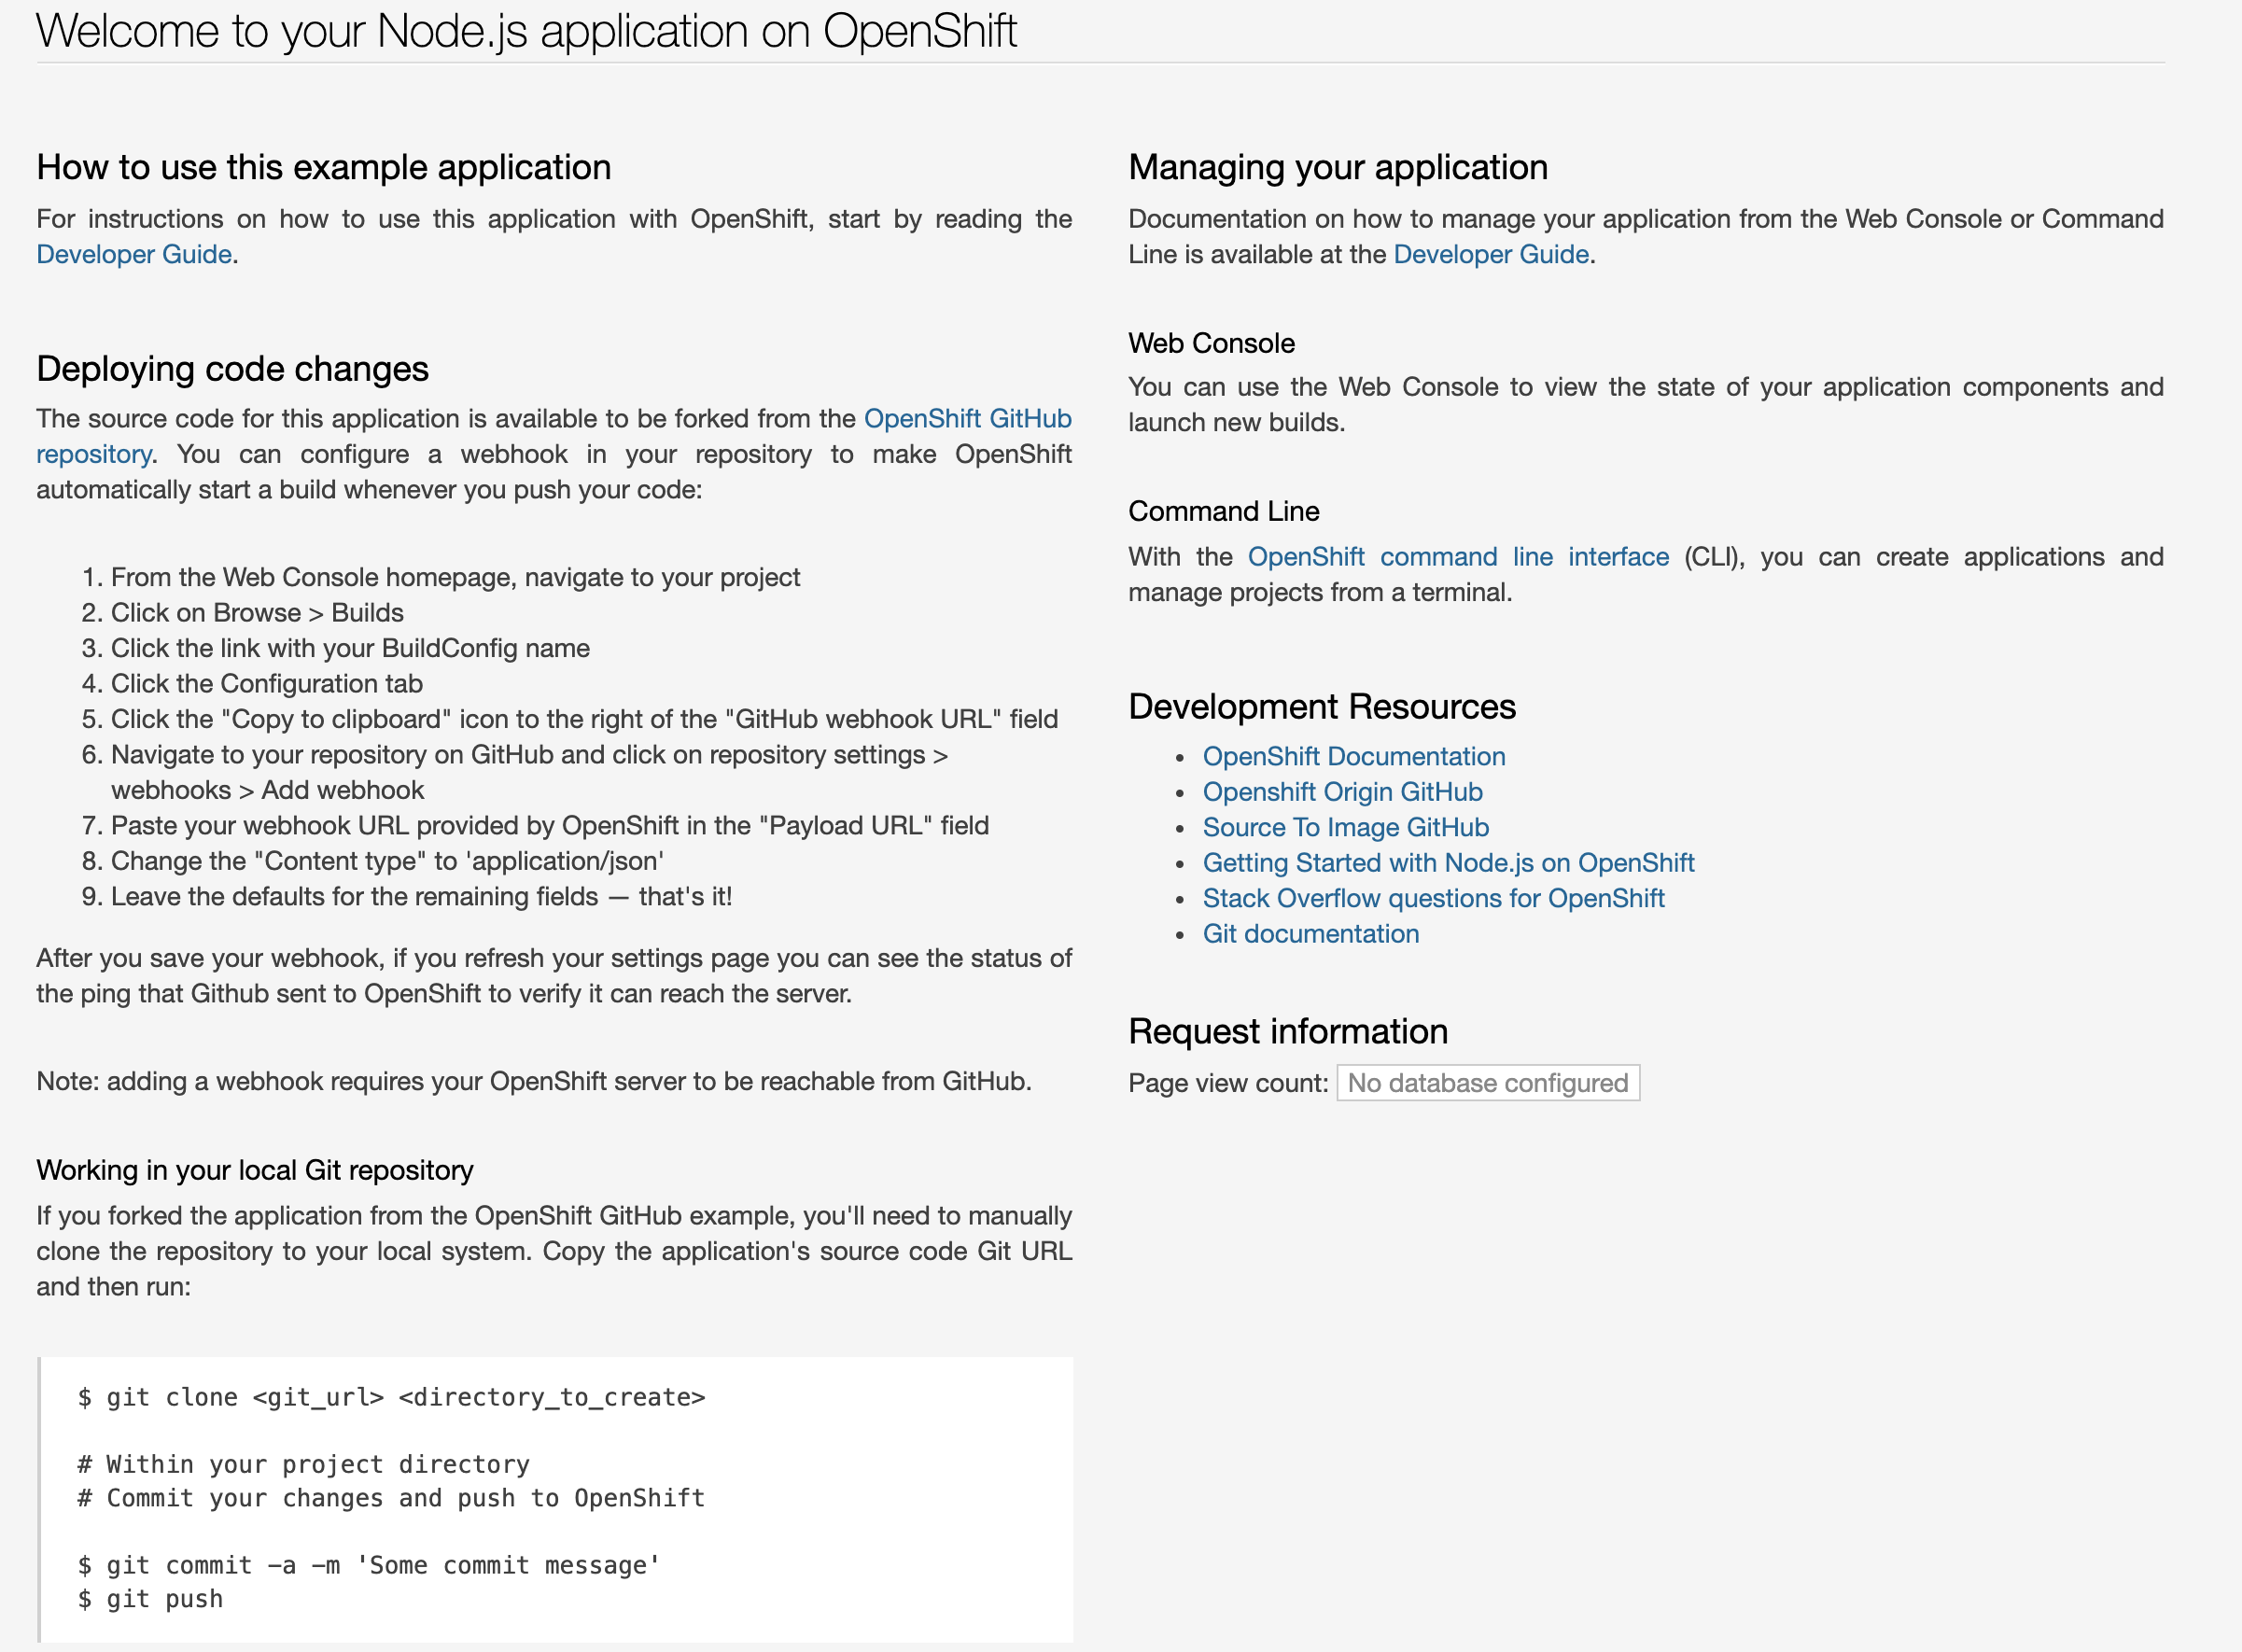 Welcome to your Node.js application on OpenShift
How to use this example application
For instructions on how to use this application with OpenShift, start by reading the
Developer Guide.
Deploying code changes
The source code for this application is available to be forked from the OpenShift GitHub
repository. You can configure a webhook in your repository to make OpenShift
automatically start a build whenever you push your code:
1. From the Web Console homepage, navigate to your project
2. Click on Browse > Builds
3. Click the link with your BuildConfig name
4. Click the Configuration tab
5. Click the "Copy to clipboard" icon to the right of the "GitHub webhook URL" field
6. Navigate to your repository on GitHub and click on repository settings >
webhooks > Add webhook
7. Paste your webhook URL provided by OpenShift in the "Payload URL" field
8. Change the "Content type" to 'application/json'
9. Leave the defaults for the remaining fields — that's it!
After you save your webhook, if you refresh your settings page you can see the status of
the ping that Github sent to OpenShift to verify it can reach the server.
Note: adding a webhook requires your OpenShift server to be reachable from GitHub.
Working in your local Git repository
If you forked the application from the OpenShift GitHub example, you'll need to manually
clone the repository to your local system. Copy the application's source code Git URL
and then run:
$ git clone <git_url> <directory_to_create>
# Within your project directory
# Commit your changes and push to OpenShift
$ git commit -a -m 'Some commit message'
$ git push
Managing your application
Documentation on how to manage your application from the Web Console or Command
Line is available at the Developer Guide.
Web Console
You can use the Web Console to view the state of your application components and
launch new builds.
Command Line
With the OpenShift command line interface (CLI), you can create applications and
manage projects from a terminal.
Development Resources
• OpenShift Documentation
• Openshift Origin GitHub
• Source To Image GitHub
• Getting Started with Node.js on OpenShift
• Stack Overflow questions for OpenShift
• Git documentation
Request information
Page view count: No database configured